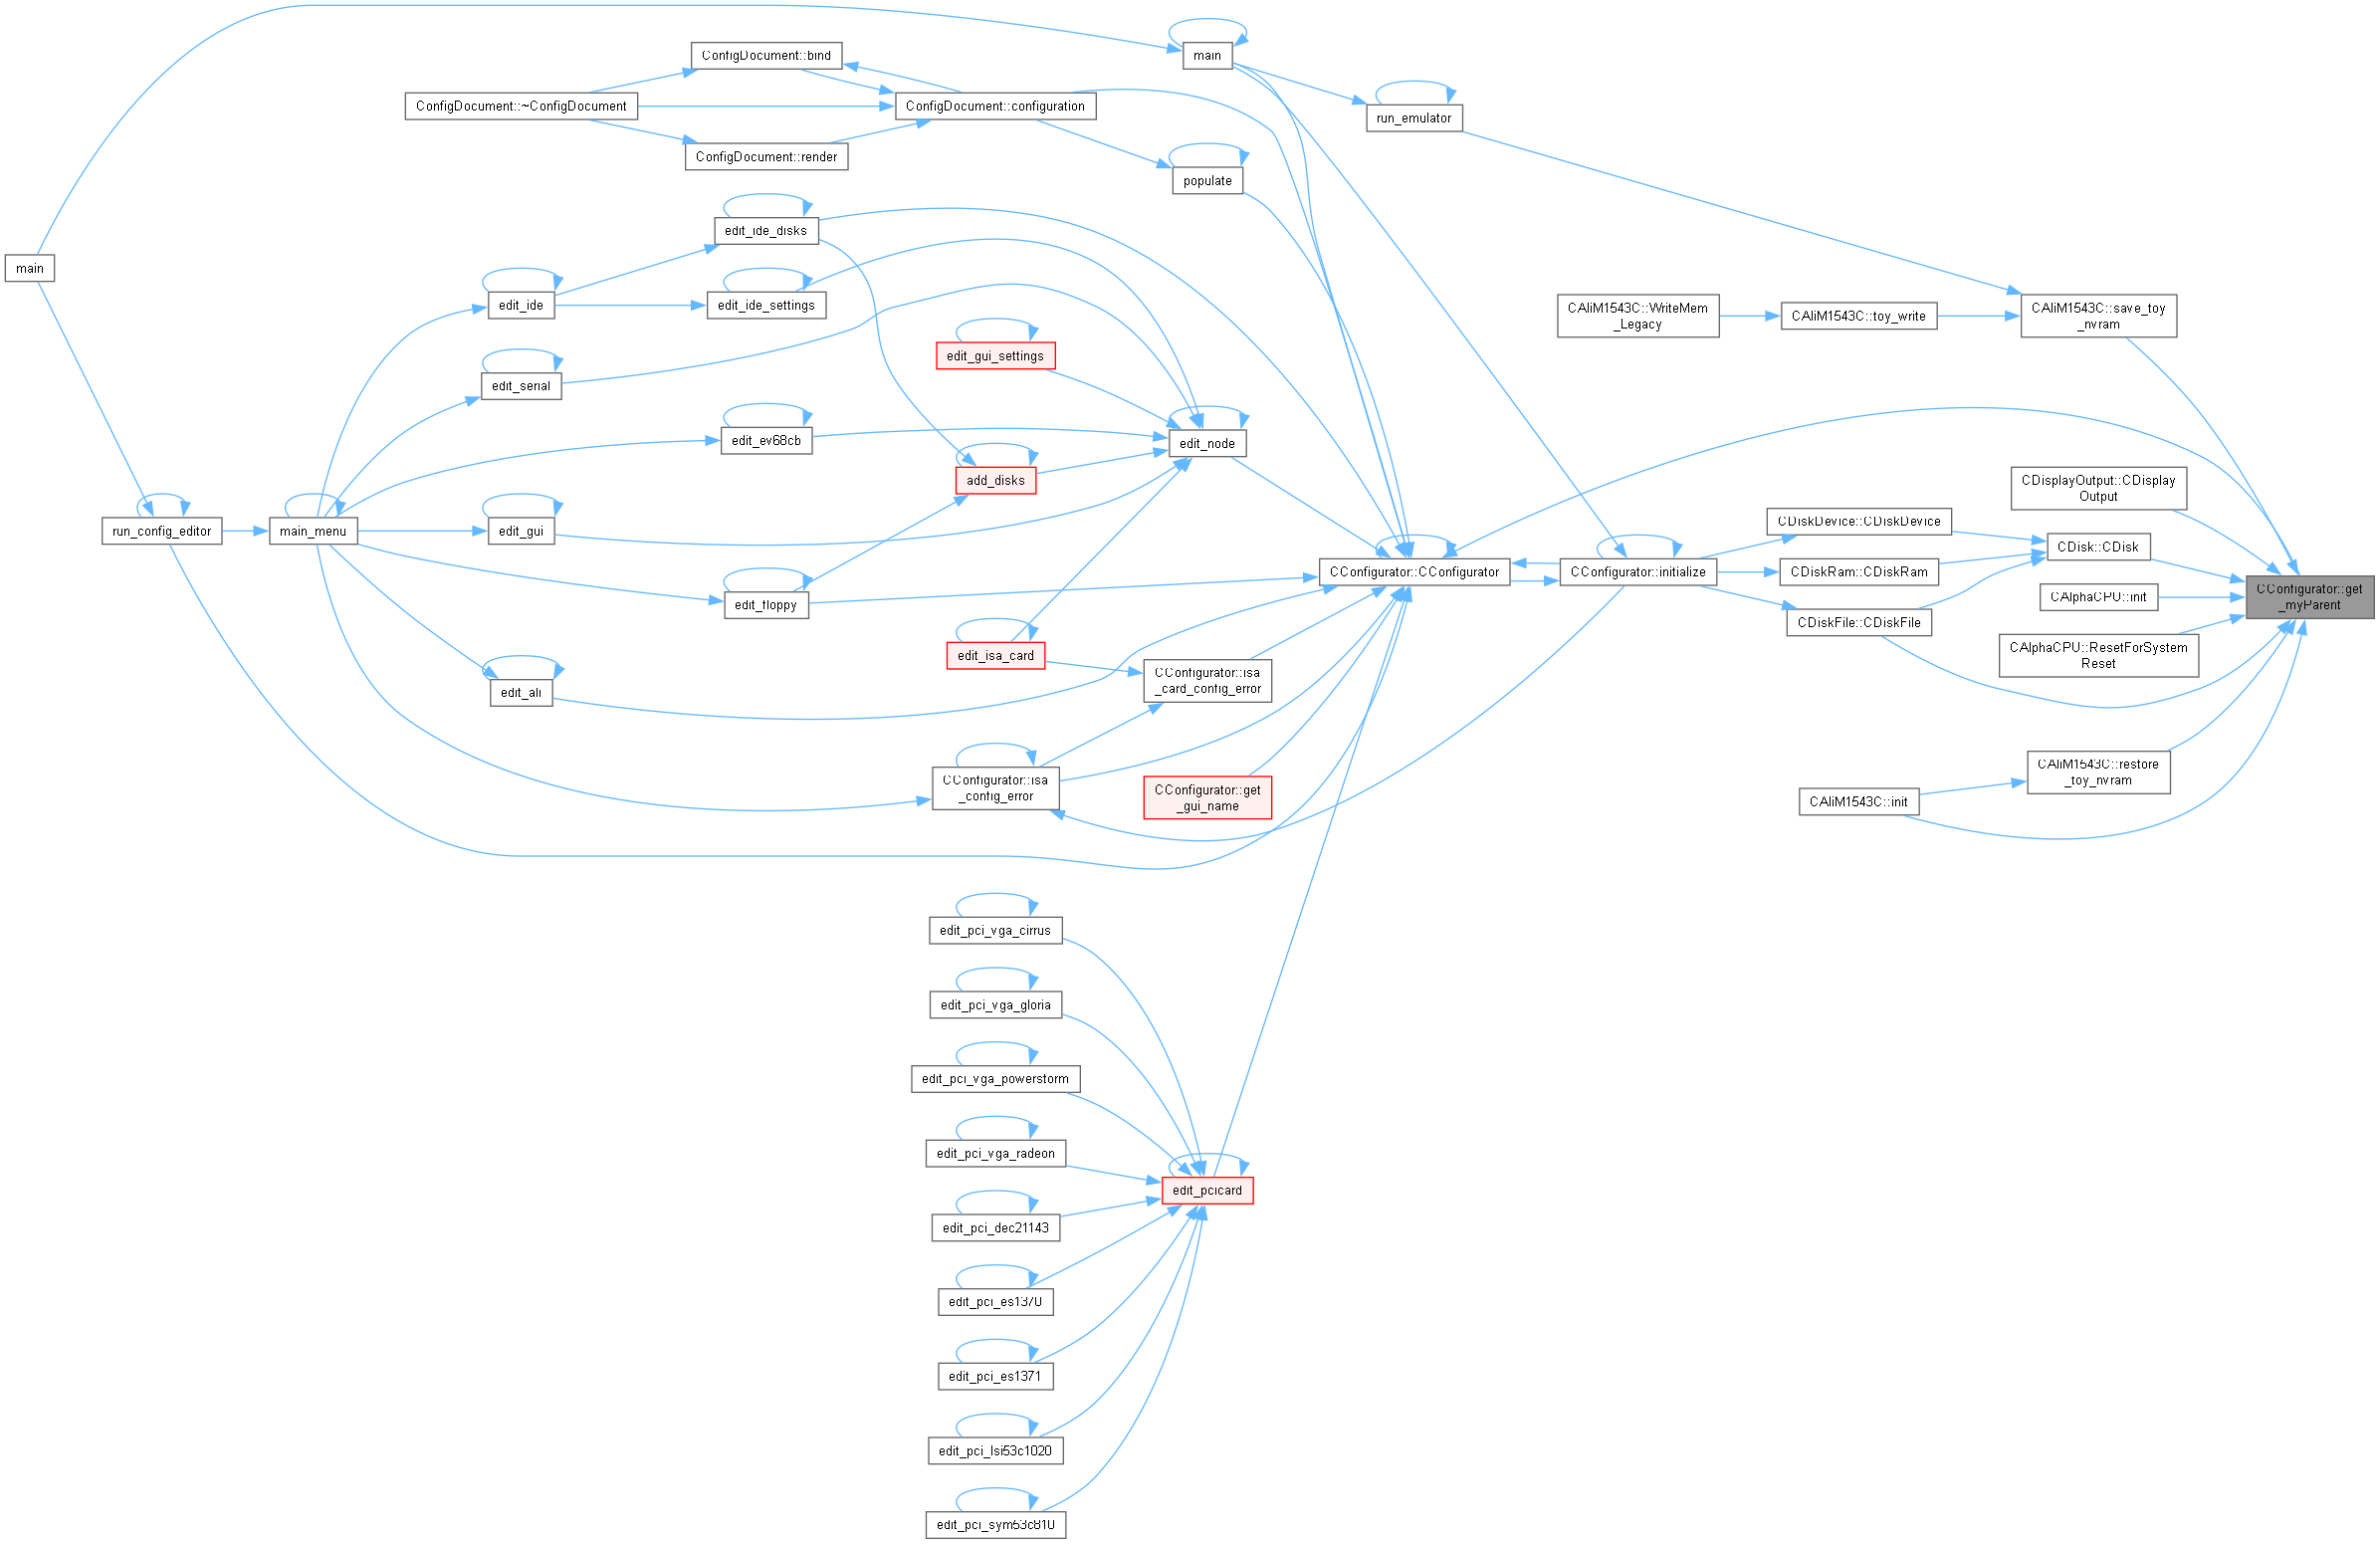 main
ConfigDocument::bind
ConfigDocument::~ConfigDocument
ConfigDocument::configuration
run_emulator
ConfigDocument::render
populate
edit_ide_disks
main
edit_ide
edit_ide_settings
CAliM1543C::WriteMem
_Legacy
CAliM1543C::toy_write
CAliM1543C::save_toy
_nvram
edit_gui_settings
edit_serial
edit_ev68cb
edit_node
add_disks
CDisplayOutput::CDisplay
Output
run_config_editor
main_menu
edit_gui
CDiskDevice::CDiskDevice
CDisk::CDisk
CConfigurator::CConfigurator
CConfigurator::initialize
CDiskRam::CDiskRam
CAlphaCPU::init
CConfigurator::get
_myParent
edit_floppy
CDiskFile::CDiskFile
edit_isa_card
CAlphaCPU::ResetForSystem
Reset
edit_ali
CConfigurator::isa
_card_config_error
CConfigurator::isa
_config_error
CConfigurator::get
_gui_name
CAliM1543C::restore
_toy_nvram
CAliM1543C::init
edit_pci_vga_cirrus
edit_pci_vga_gloria
edit_pci_vga_powerstorm
edit_pci_vga_radeon
edit_pcicard
edit_pci_dec21143
edit_pci_es1370
edit_pci_es1371
edit_pci_lsi53c1020
edit_pci_sym53c810